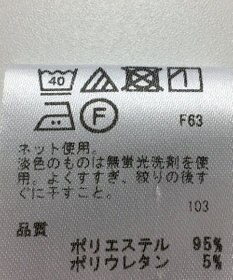 40
F
F63
ネット使用。
淡色のものは無蛍光洗剤を使
用。よくすすぎ、絞りの後す
ぐに干すこと。
103
品質
ポリエステル 95%
ポリウレタン 5%